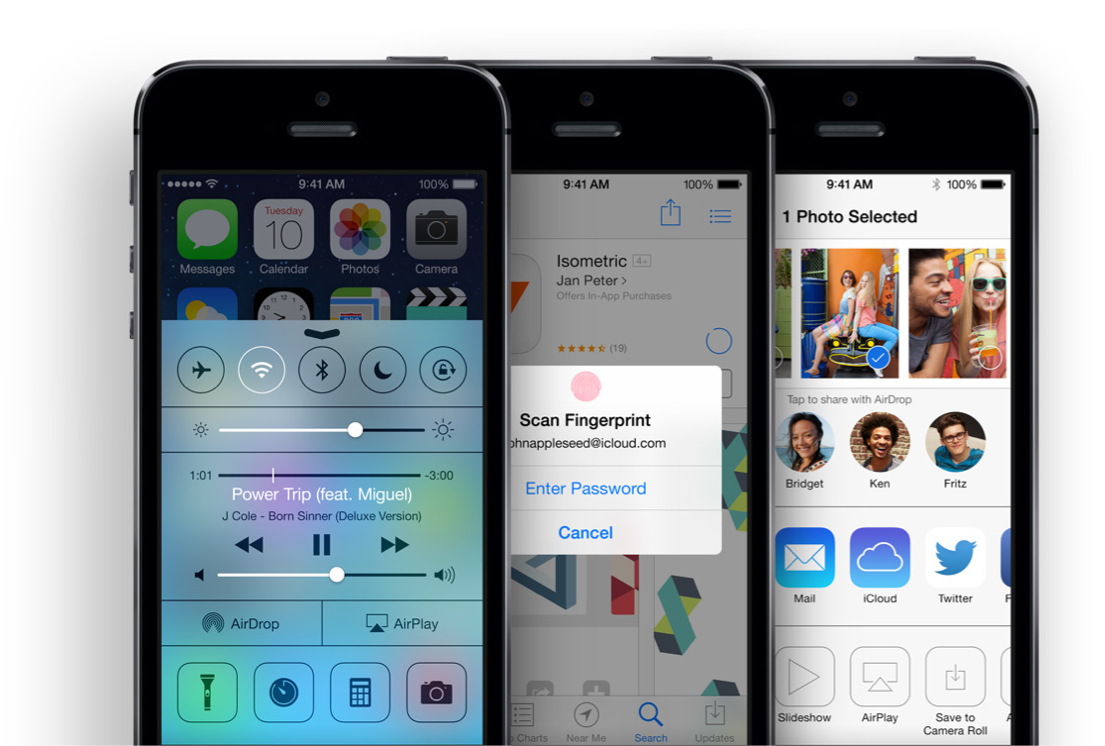 9:41 AM
100%
Tuesday
10
Messages
Calendar
Photos
Camera
1:01
-3:00
Power Trip (feat. Miguel)
J Cole - Born Sinner (Deluxe Version)
AirDrop
AirPlay
9:41 AM
100%
Isometric 4+
Jan Peter >
Offers In-App Purchases
(19)
Scan Fingerprint
ohnappleseed@icloud.com
Enter Password
Cancel
Charts
Near Me
Search
Updates
9:41 AM
100%
1 Photo Selected
Tap to share with AirDrop
Bridget
Ken
Fritz
Mail
iCloud
Twitter
Slideshow
AirPlay
Save to
Camera Roll